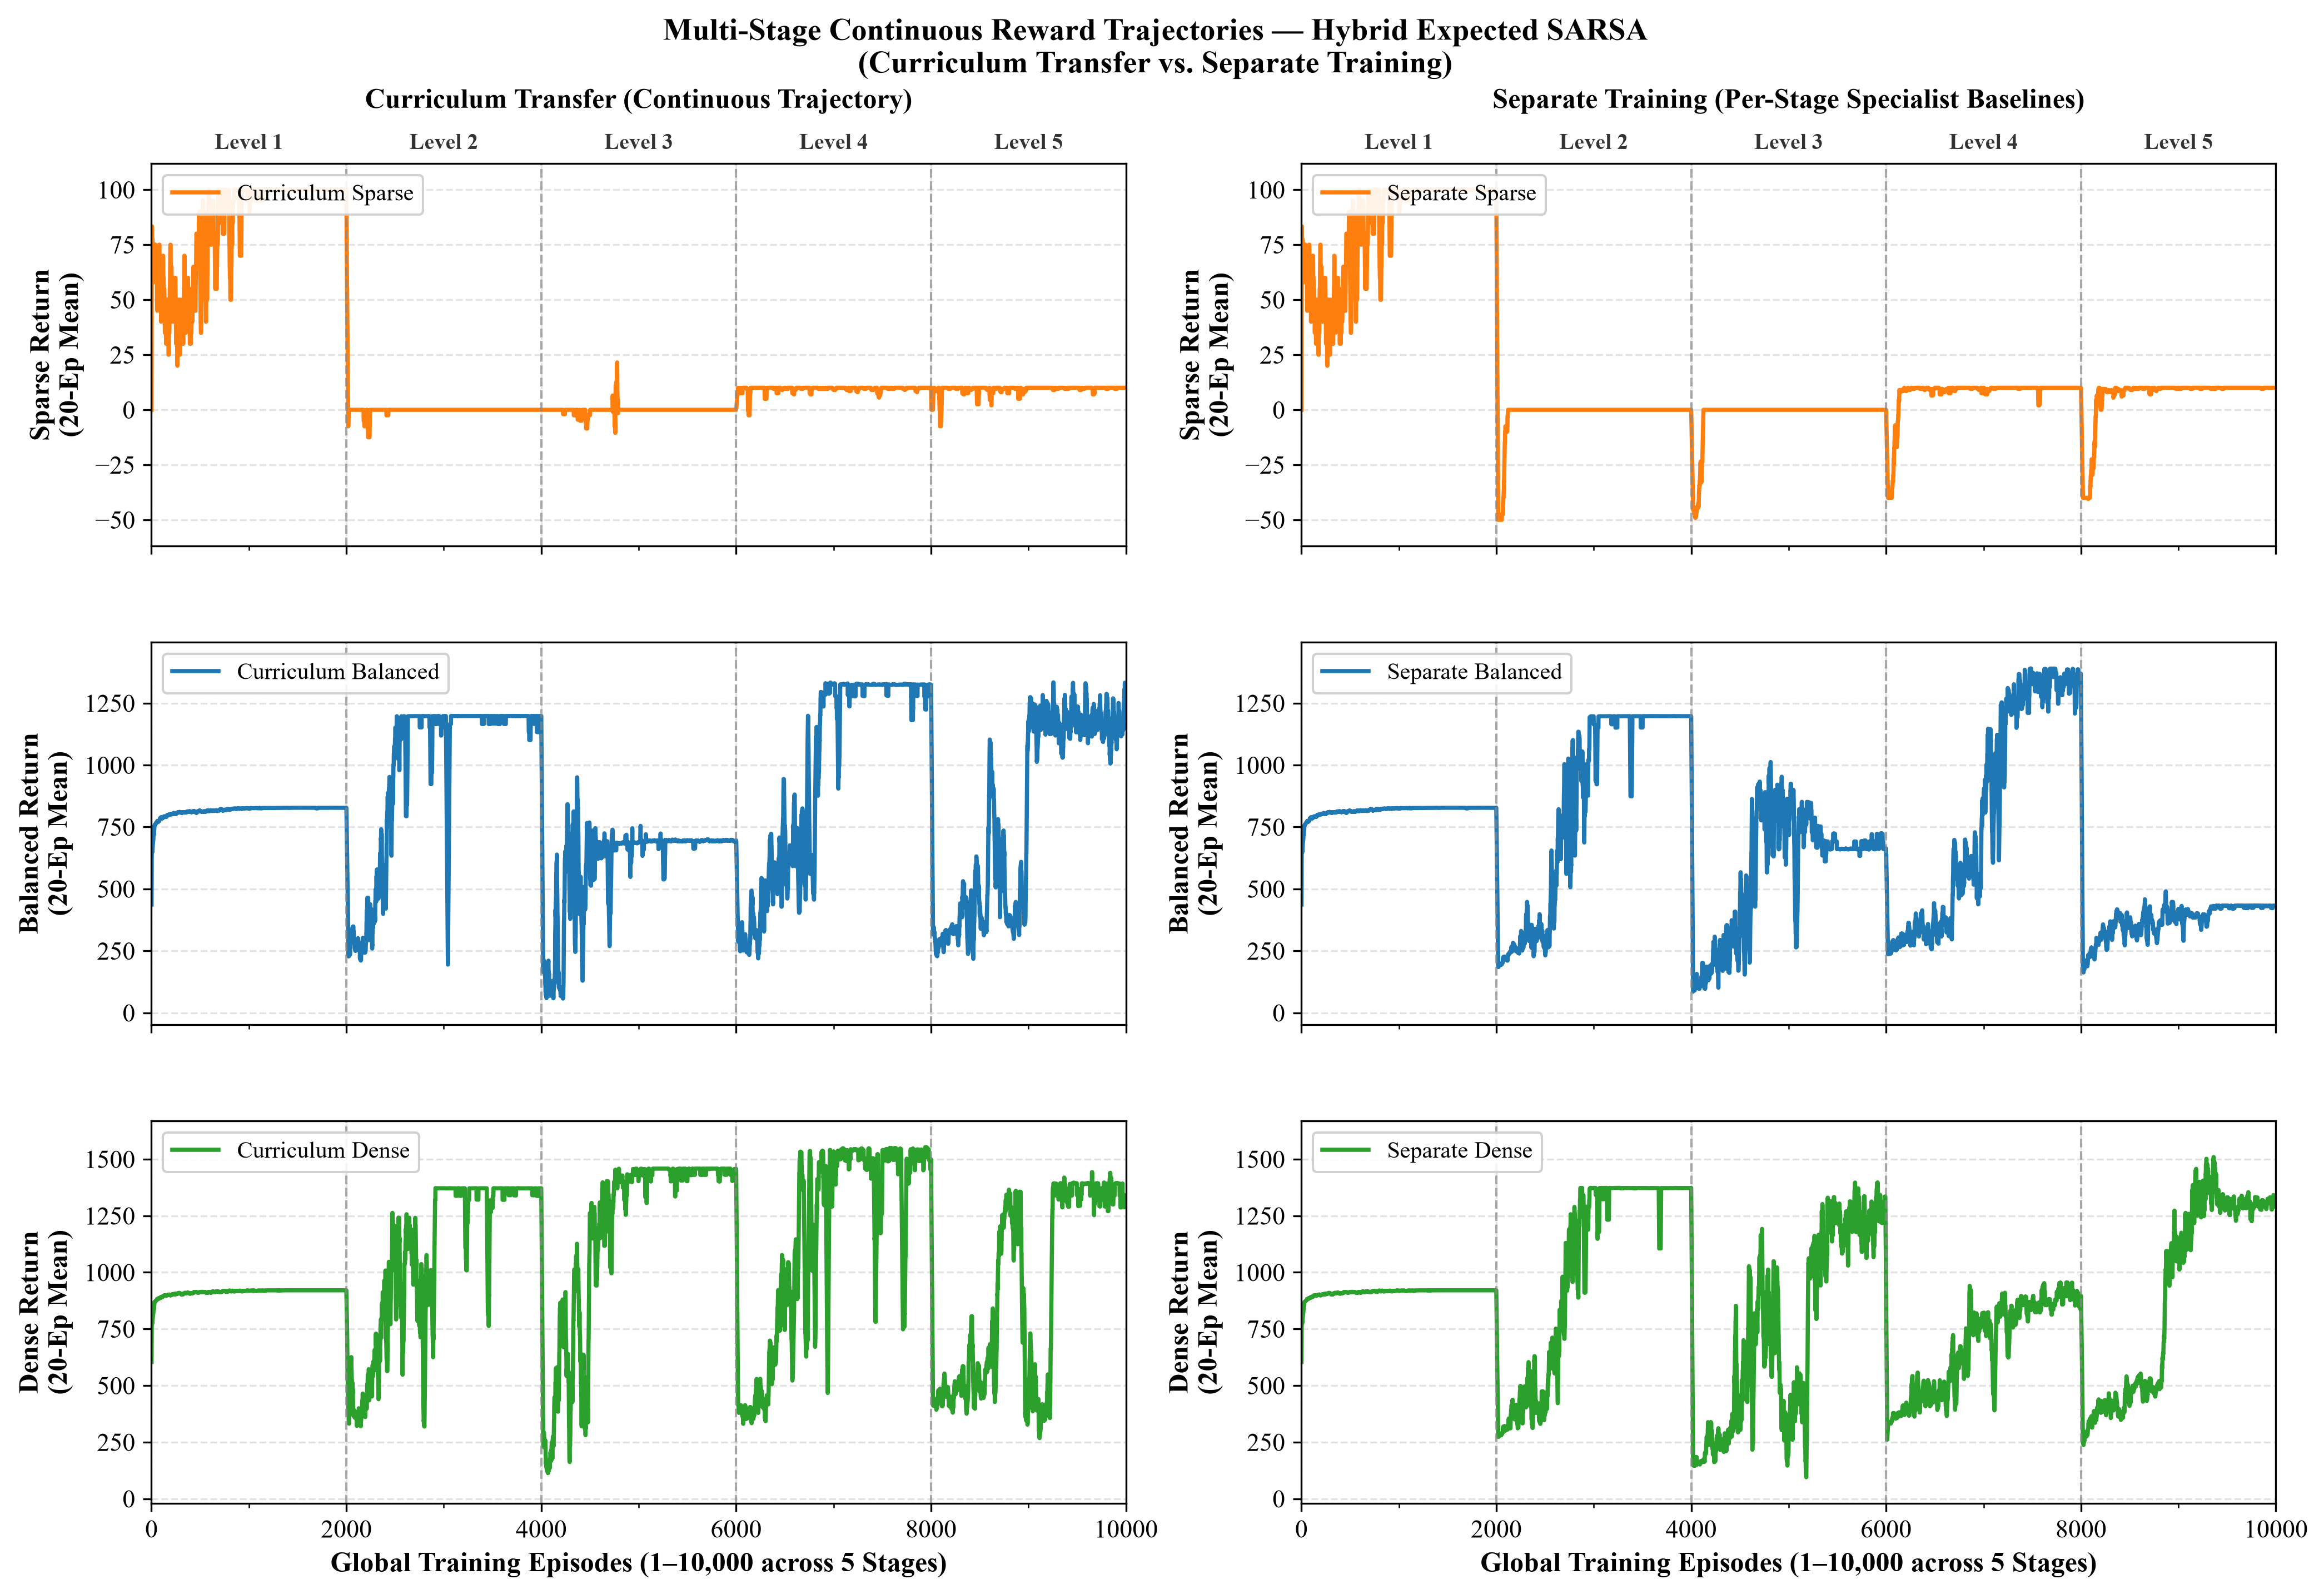 Multi-Stage Continuous Reward Trajectories — Hybrid Expected SARSA
(Curriculum Transfer vs. Separate Training)
Curriculum Transfer (Continuous Trajectory)
Level 1 Level 2 Level 3 Level 4 Level 5
Curriculum Sparse
Sparse Return
(20-Ep Mean)
100
75
50
25
0
−25
−50
Separate Training (Per-Stage Specialist Baselines)
Level 1 Level 2 Level 3 Level 4 Level 5
Separate Sparse
Sparse Return
(20-Ep Mean)
100
75
50
25
0
−25
−50
Curriculum Balanced
Balanced Return
(20-Ep Mean)
1250
1000
750
500
250
0
Separate Balanced
Balanced Return
(20-Ep Mean)
1250
1000
750
500
250
0
Curriculum Dense
Dense Return
(20-Ep Mean)
1500
1250
1000
750
500
250
0
0 2000 4000 6000 8000 10000
Global Training Episodes (1–10,000 across 5 Stages)
Separate Dense
Dense Return
(20-Ep Mean)
1500
1250
1000
750
500
250
0
0 2000 4000 6000 8000 10000
Global Training Episodes (1–10,000 across 5 Stages)